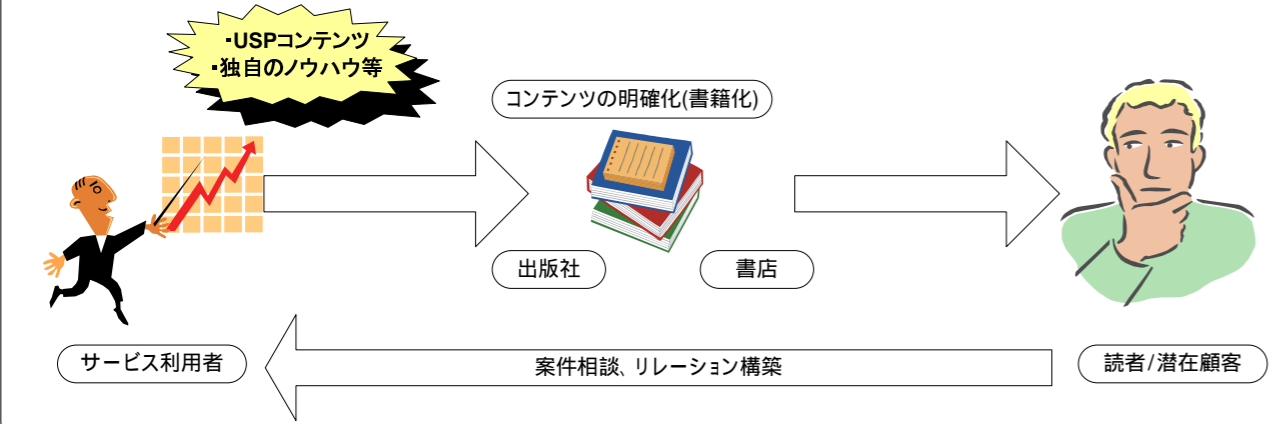 ・USPコンテンツ
・独自のノウハウ等
コンテンツの明確化(書籍化)
出版社
書店
サービス利用者
案件相談、リレーション構築
読者/潜在顧客